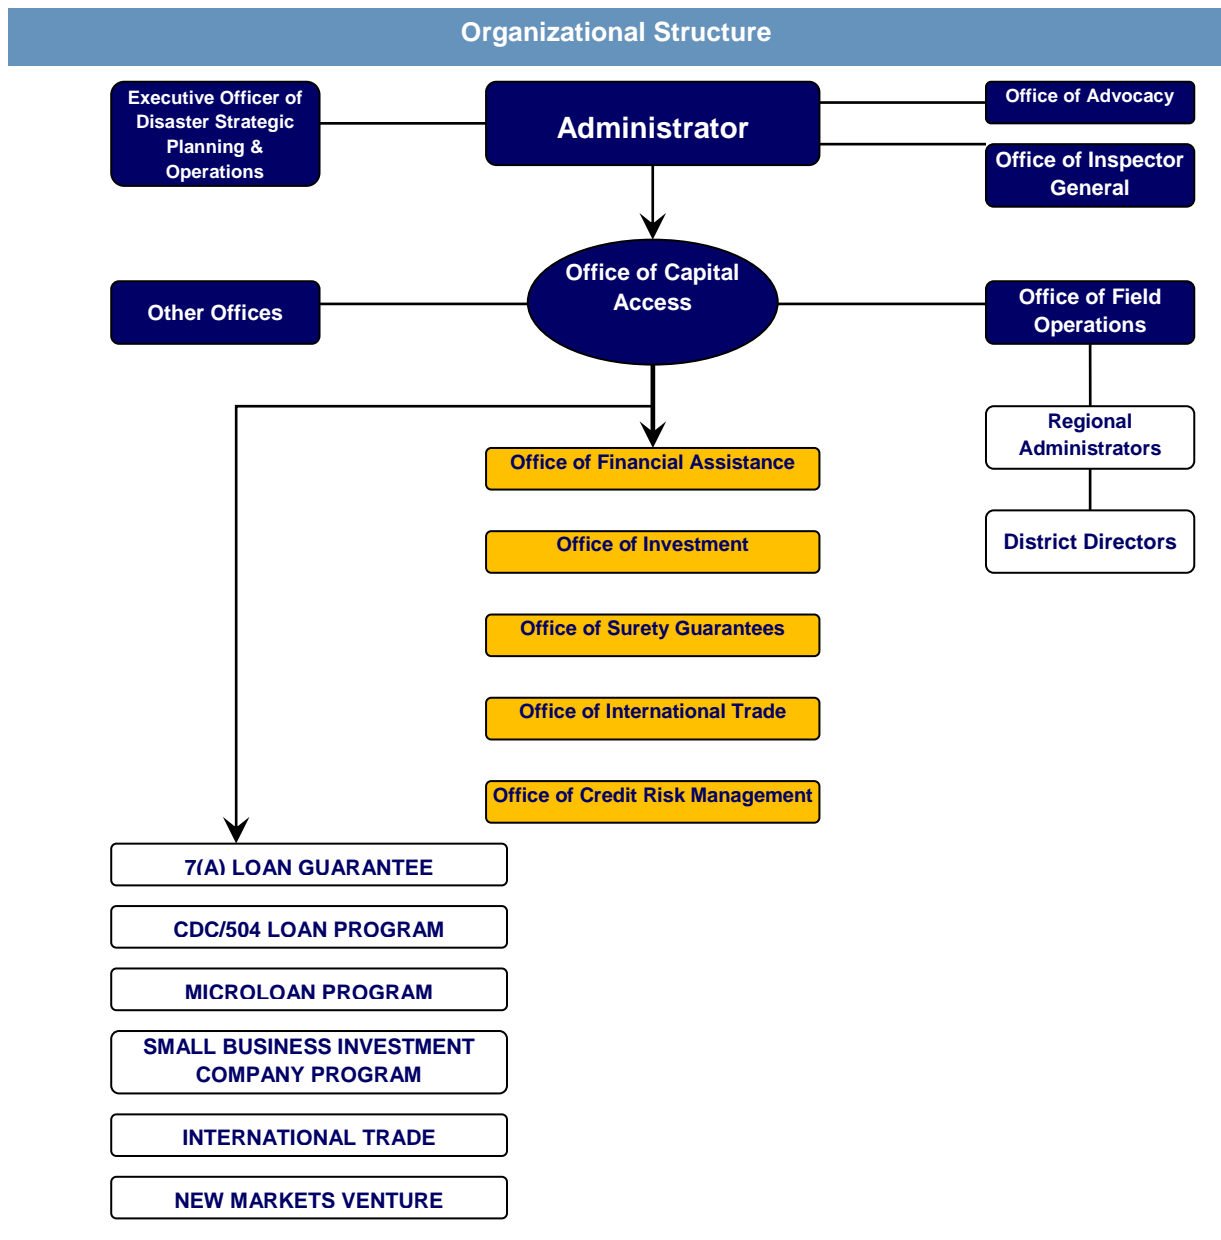 Organizational Structure
Executive Officer of
Disaster Strategic
Planning &
Operations
Administrator
Office of Advocacy
Office of Inspector
General
Office of Capital
Access
Other Offices
Office of Field
Operations
Regional
Administrators
District Directors
Office of Financial Assistance
Office of Investment
Office of Surety Guarantees
Office of International Trade
Office of Credit Risk Management
7(A) LOAN GUARANTEE
CDC/504 LOAN PROGRAM
MICROLOAN PROGRAM
SMALL BUSINESS INVESTMENT
COMPANY PROGRAM
INTERNATIONAL TRADE
NEW MARKETS VENTURE